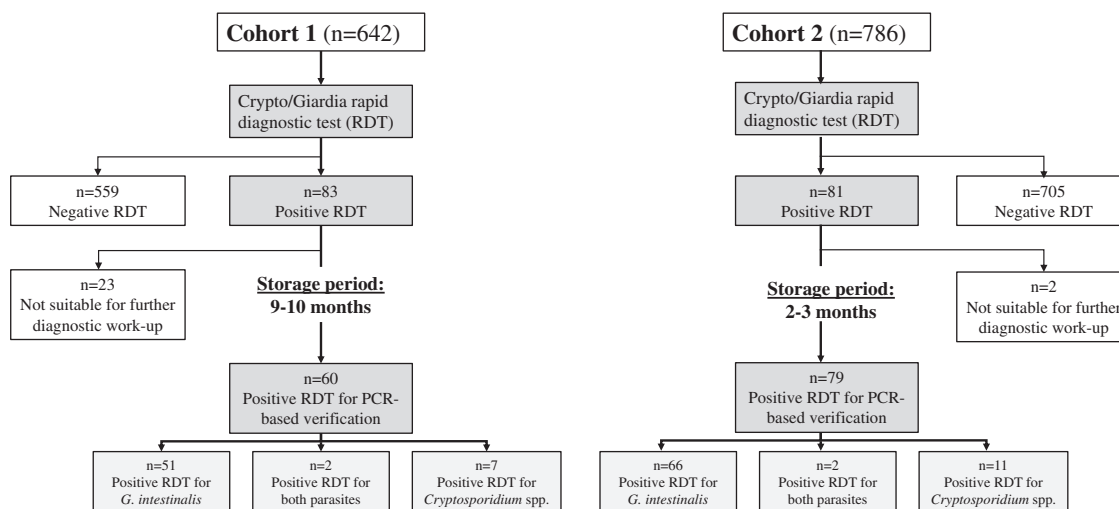 Cohort 1 (n=642)
Crypto/Giardia rapid
diagnostic test (RDT)
n=559
Negative RDT
n=83
Positive RDT
n=23
Not suitable for further
diagnostic work-up
Storage period:
9-10 months
n=60
Positive RDT for PCR-
based verification
n=51
Positive RDT for
G. intestinalis
n=2
Positive RDT for
both parasites
n=7
Positive RDT for
Cryptosporidium spp.
Cohort 2 (n=786)
Crypto/Giardia rapid
diagnostic test (RDT)
n=81
Positive RDT
n=705
Negative RDT
Storage period:
2-3 months
n=2
Not suitable for further
diagnostic work-up
n=79
Positive RDT for PCR-
based verification
n=66
Positive RDT for
G. intestinalis
n=2
Positive RDT for
both parasites
n=11
Positive RDT for
Cryptosporidium spp.